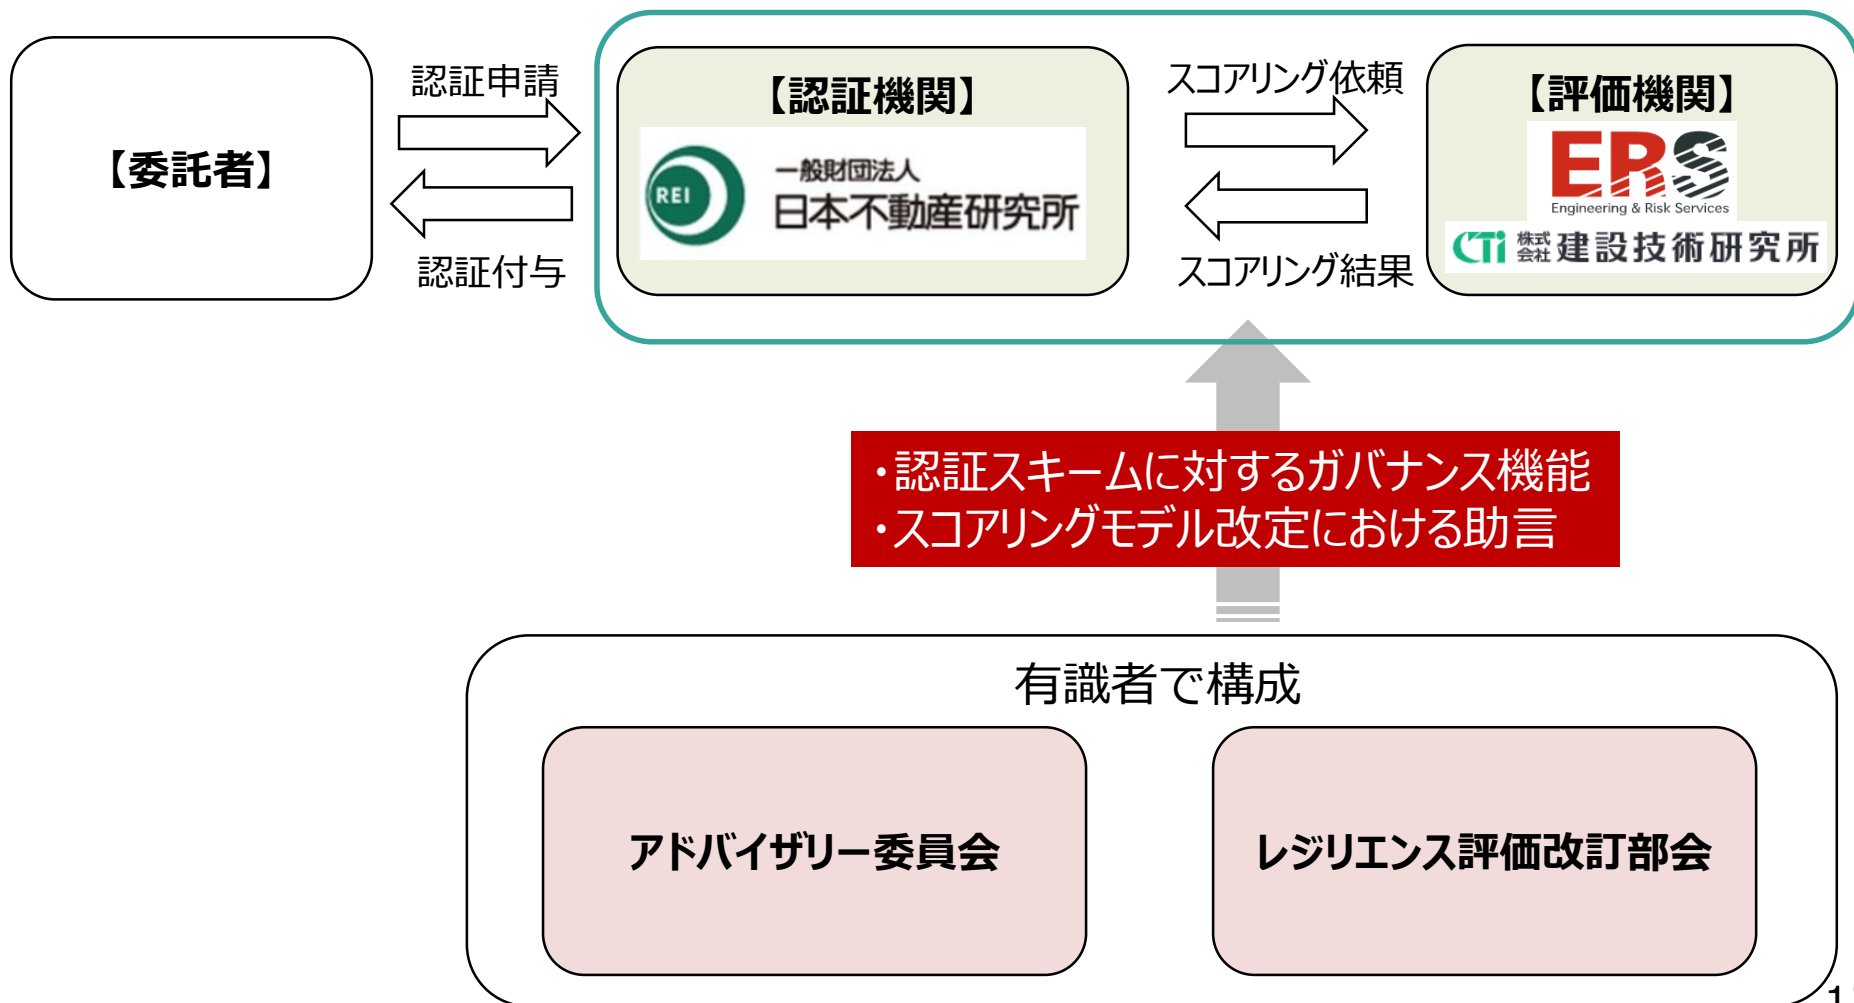 【委託者】
認証申請
認証付与
【認証機関】
REI
一般財団法人
日本不動産研究所
スコアリング依頼
スコアリング結果
【評価機関】
ERS
Engineering & Risk Services
CTi 株式会社 建設技術研究所
・認証スキームに対するガバナンス機能
・スコアリングモデル改定における助言
有識者で構成
アドバイザリー委員会
レジリエンス評価改訂部会